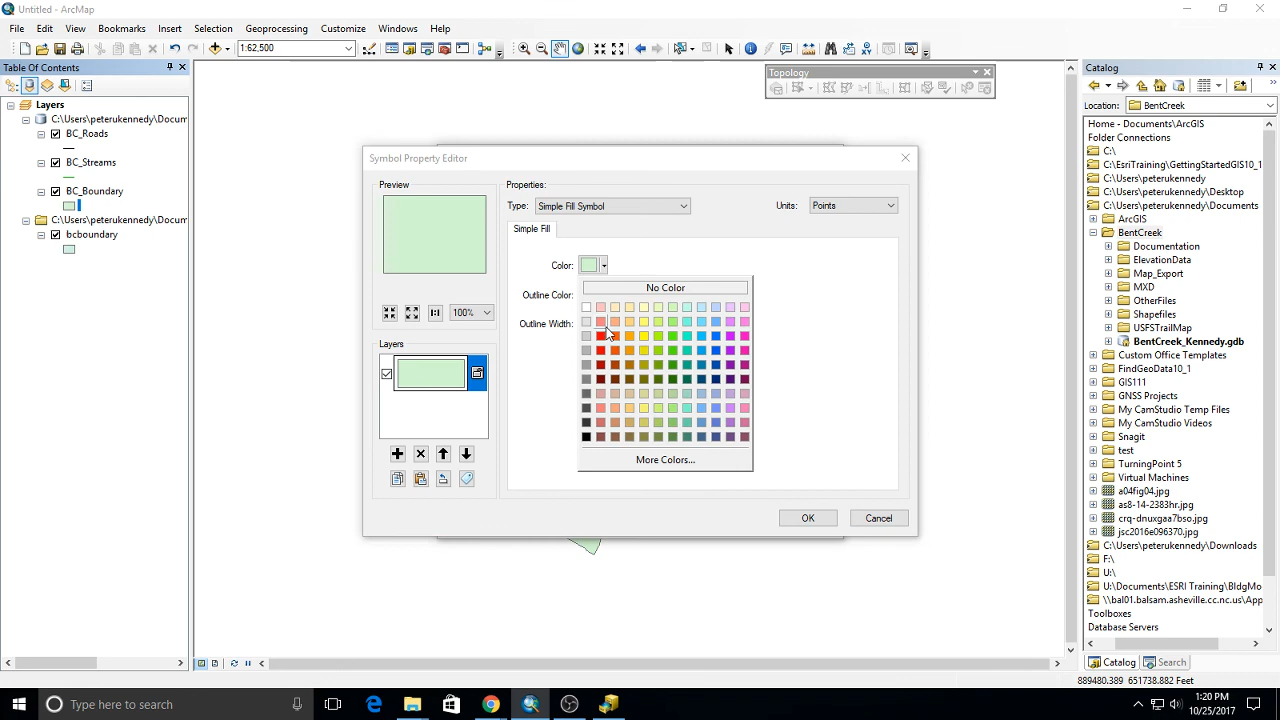 Untitled - ArcMap
File Edit View Bookmarks Insert Selection Geoprocessing Customize Windows Help
1:62,500
Table Of Contents
Layers
C:\Users\peterukennedy\Docum
BC_Roads
BC_Streams
BC_Boundary
C:\Users\peterukennedy\Docum
bcboundary
Topology
Symbol Property Editor
Preview
100%
Layers
Properties:
Type: Simple Fill Symbol
Units: Points
Simple Fill
Color:
Outline Color:
Outline Width:
No Color
More Colors...
OK Cancel
Catalog
Location: BentCreek
Home - Documents\ArcGIS
Folder Connections
C:\
C:\EsriTraining\GettingStartedGIS10_1
C:\Users\peterukennedy
C:\Users\peterukennedy\Desktop
C:\Users\peterukennedy\Documents
ArcGIS
BentCreek
Documentation
ElevationData
Map_Export
MXD
OtherFiles
Shapefiles
USFSTrailMap
BentCreek_Kennedy.gdb
Custom Office Templates
FindGeoData10_1
GIS111
GNSS Projects
My CamStudio Temp Files
My CamStudio Videos
Snagit
test
TurningPoint 5
Virtual Machines
a04fig04.jpg
as8-14-2383hr.jpg
crq-dnuxgaa7bso.jpg
jsc2016e096370.jpg
C:\Users\peterukennedy\Downloads
F:\
U:\
U:\Documents\ESRI Training\BldgMo
\\bal01.balsam.asheville.cc.nc.us\App
Toolboxes
Database Servers
Catalog Search
889480.389 651738.882 Feet
Type here to search
1:20 PM
10/25/2017